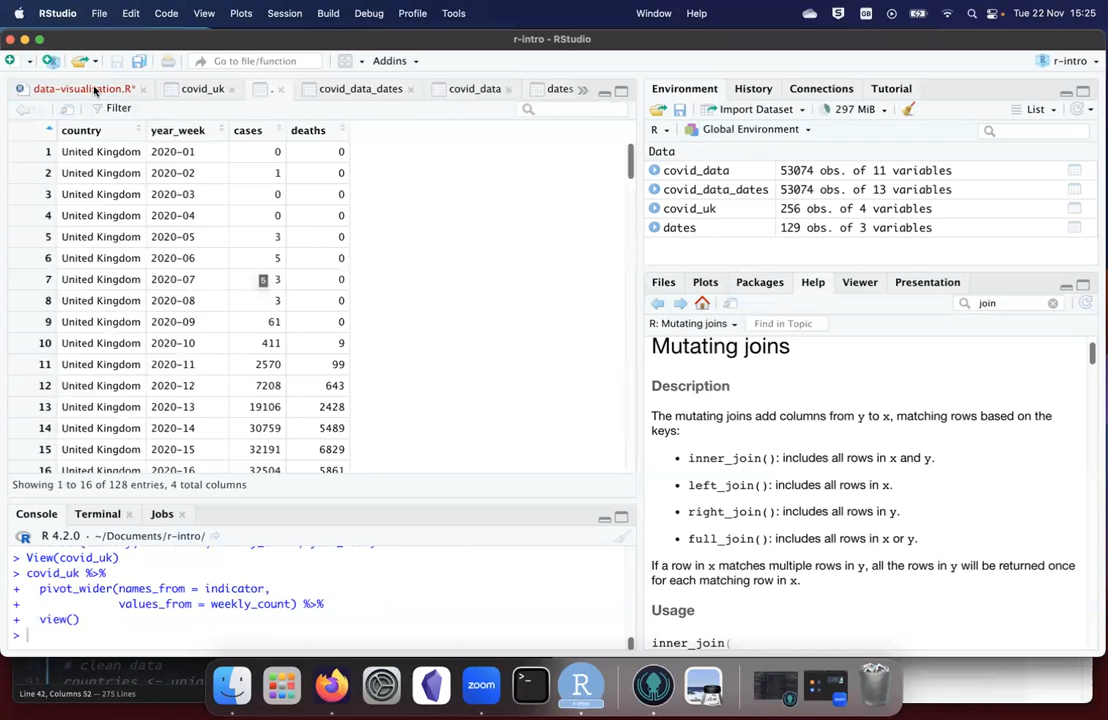 RStudio File Edit Code View Plots Session Build Debug Profile Tools Window Help GB Tue 22 Nov 15:25
r-intro - RStudio
Go to file/function Addins r-intro
data-visualisation.R* covid_uk . covid_data_dates covid_data dates
Filter
country year_week cases deaths
1 United Kingdom 2020-01 0 0
2 United Kingdom 2020-02 1 0
3 United Kingdom 2020-03 0 0
4 United Kingdom 2020-04 0 0
5 United Kingdom 2020-05 3 0
6 United Kingdom 2020-06 5 0
7 United Kingdom 2020-07 5 3 0
8 United Kingdom 2020-08 3 0
9 United Kingdom 2020-09 61 0
10 United Kingdom 2020-10 411 9
11 United Kingdom 2020-11 2570 99
12 United Kingdom 2020-12 7208 643
13 United Kingdom 2020-13 19106 2428
14 United Kingdom 2020-14 30759 5489
15 United Kingdom 2020-15 32191 6829
16 United Kingdom 2020-16 32504 5861
Showing 1 to 16 of 128 entries, 4 total columns
Console Terminal Jobs
R 4.2.0 · ~/Documents/r-intro/
> View(covid_uk)
> covid_uk %>%
+ pivot_wider(names_from = indicator,
+ values_from = weekly_count) %>%
+ view()
>
Environment History Connections Tutorial
Import Dataset 297 MiB List
R Global Environment
Data
covid_data 53074 obs. of 11 variables
covid_data_dates 53074 obs. of 13 variables
covid_uk 256 obs. of 4 variables
dates 129 obs. of 3 variables
Files Plots Packages Help Viewer Presentation
join
R: Mutating joins Find in Topic
Mutating joins
Description
The mutating joins add columns from y to x, matching rows based on the
keys:
• inner_join(): includes all rows in x and y.
• left_join(): includes all rows in x.
• right_join(): includes all rows in y.
• full_join(): includes all rows in x or y.
If a row in x matches multiple rows in y, all the rows in y will be returned once
for each matching row in x.
Usage
inner_join(
# clean data
countries <-
Line 42, Columns 52 — 275 Lines
zoom
R
r-intro